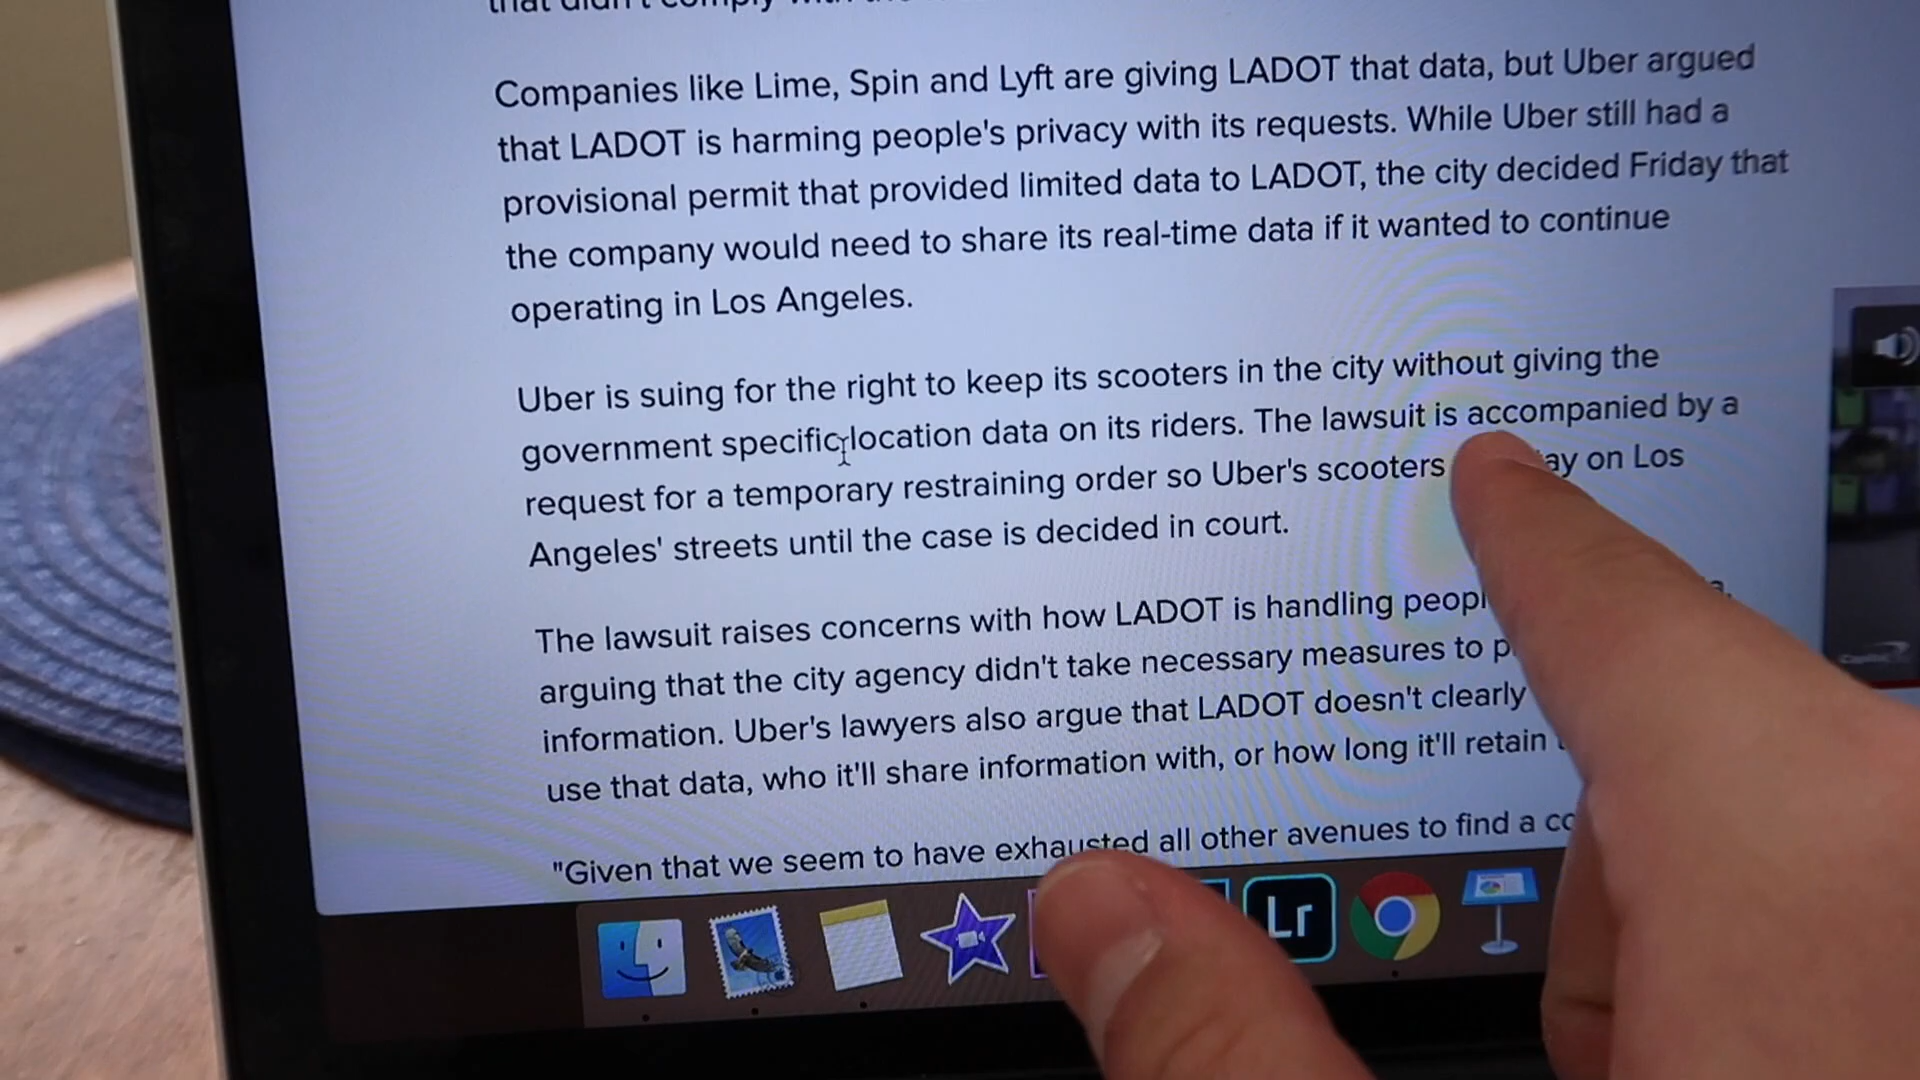 that didn't comply with the
Companies like Lime, Spin and Lyft are giving LADOT that data, but Uber argued
that LADOT is harming people's privacy with its requests. While Uber still had a
provisional permit that provided limited data to LADOT, the city decided Friday that
the company would need to share its real-time data if it wanted to continue
operating in Los Angeles.
Uber is suing for the right to keep its scooters in the city without giving the
government specific location data on its riders. The lawsuit is accompanied by a
request for a temporary restraining order so Uber's scooters ay on Los
Angeles' streets until the case is decided in court.
The lawsuit raises concerns with how LADOT is handling peopl
arguing that the city agency didn't take necessary measures to p
information. Uber's lawyers also argue that LADOT doesn't clearly
use that data, who it'll share information with, or how long it'll retain
"Given that we seem to have exhausted all other avenues to find a co
Lr